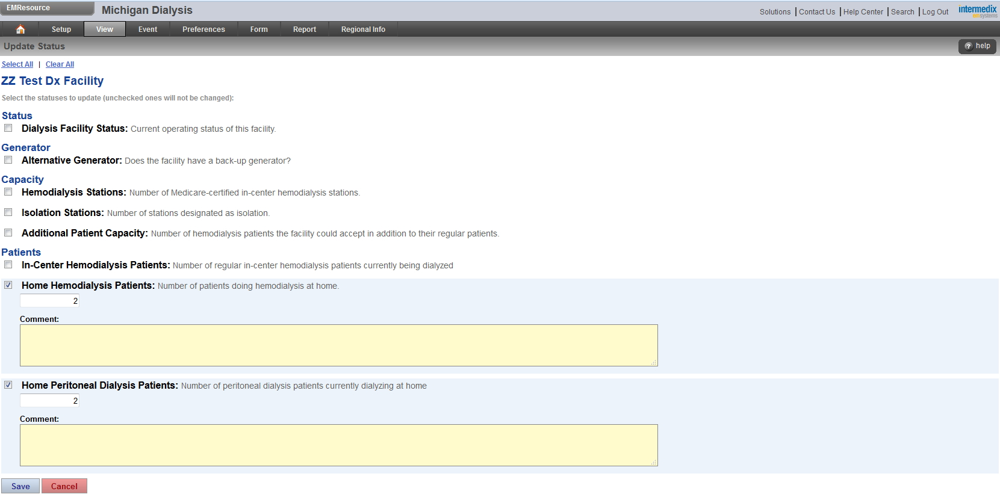 EMResource
Michigan Dialysis
Solutions | Contact Us | Help Center | Search | Log Out
intermedix
emsystems
Setup View Event Preferences Form Report Regional Info
Update Status
? help
Select All | Clear All
ZZ Test Dx Facility
Select the statuses to update (unchecked ones will not be changed):
Status
Dialysis Facility Status: Current operating status of this facility.
Generator
Alternative Generator: Does the facility have a back-up generator?
Capacity
Hemodialysis Stations: Number of Medicare-certified in-center hemodialysis stations.
Isolation Stations: Number of stations designated as isolation.
Additional Patient Capacity: Number of hemodialysis patients the facility could accept in addition to their regular patients.
Patients
In-Center Hemodialysis Patients: Number of regular in-center hemodialysis patients currently being dialyzed
Home Hemodialysis Patients: Number of patients doing hemodialysis at home.
2
Comment:
Home Peritoneal Dialysis Patients: Number of peritoneal dialysis patients currently dialyzing at home
2
Comment:
Save Cancel